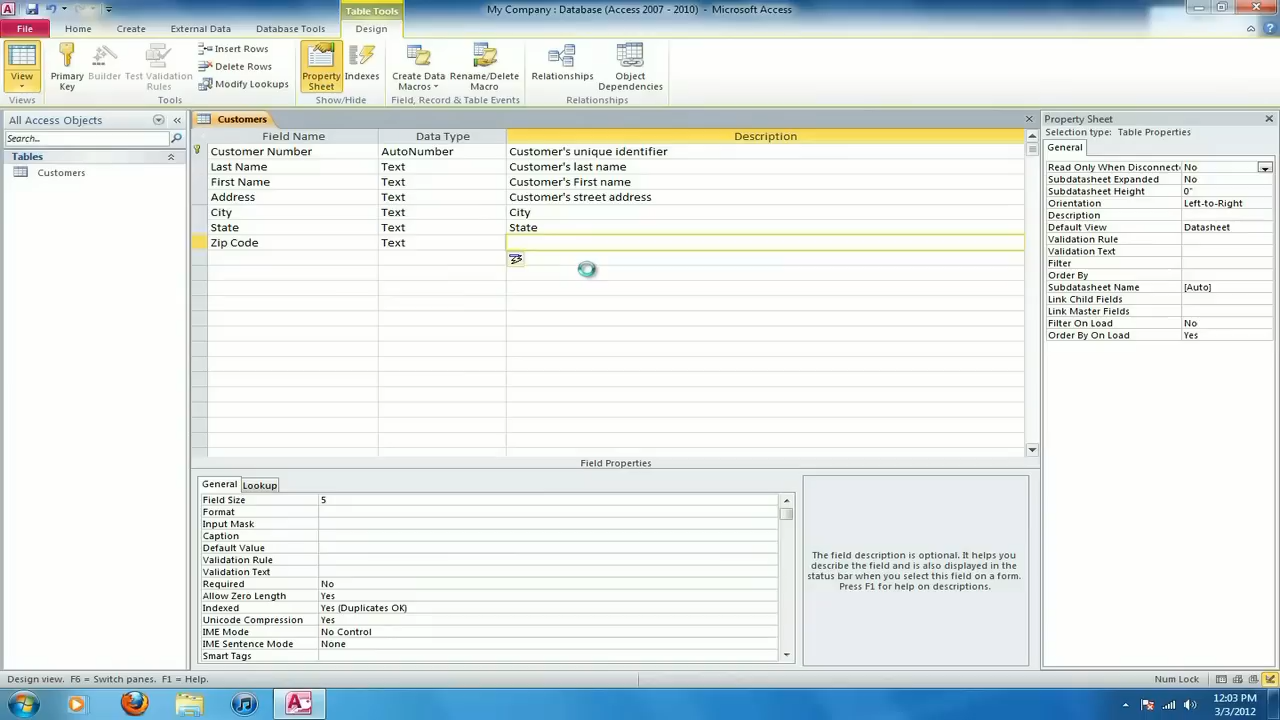 My Company : Database (Access 2007 - 2010) - Microsoft Access
Table Tools
File Home Create External Data Database Tools Design
View
Views
Primary Key
Builder
Test Validation Rules
Insert Rows
Delete Rows
Modify Lookups
Tools
Property Sheet
Indexes
Show/Hide
Create Data Macros
Rename/Delete Macro
Field, Record & Table Events
Relationships
Object Dependencies
Relationships
All Access Objects
Search...
Tables
Customers
Customers
Field Name Data Type Description
Customer Number AutoNumber Customer's unique identifier
Last Name Text Customer's last name
First Name Text Customer's First name
Address Text Customer's street address
City Text City
State Text State
Zip Code Text
Field Properties
General Lookup
Field Size 5
Format
Input Mask
Caption
Default Value
Validation Rule
Validation Text
Required No
Allow Zero Length Yes
Indexed Yes (Duplicates OK)
Unicode Compression Yes
IME Mode No Control
IME Sentence Mode None
Smart Tags
The field description is optional. It helps you
describe the field and is also displayed in the
status bar when you select this field on a form.
Press F1 for help on descriptions.
Property Sheet
Selection type: Table Properties
General
Read Only When Disconnect No
Subdatasheet Expanded No
Subdatasheet Height 0"
Orientation Left-to-Right
Description
Default View Datasheet
Validation Rule
Validation Text
Filter
Order By
Subdatasheet Name [Auto]
Link Child Fields
Link Master Fields
Filter On Load No
Order By On Load Yes
Design view. F6 = Switch panes. F1 = Help.
Num Lock
12:03 PM
3/3/2012